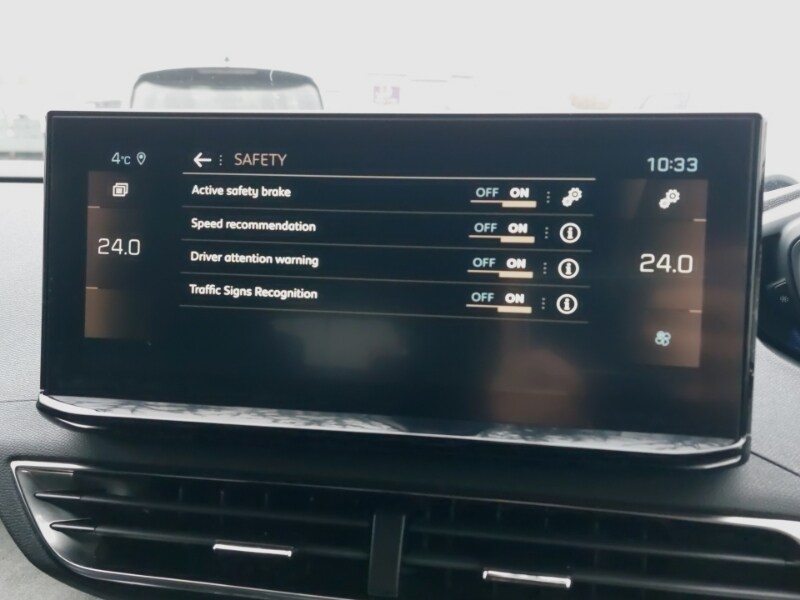 4°C
SAFETY
10:33
Active safety brake OFF ON
Speed recommendation OFF ON
24.0
Driver attention warning OFF ON
24.0
Traffic Signs Recognition OFF ON